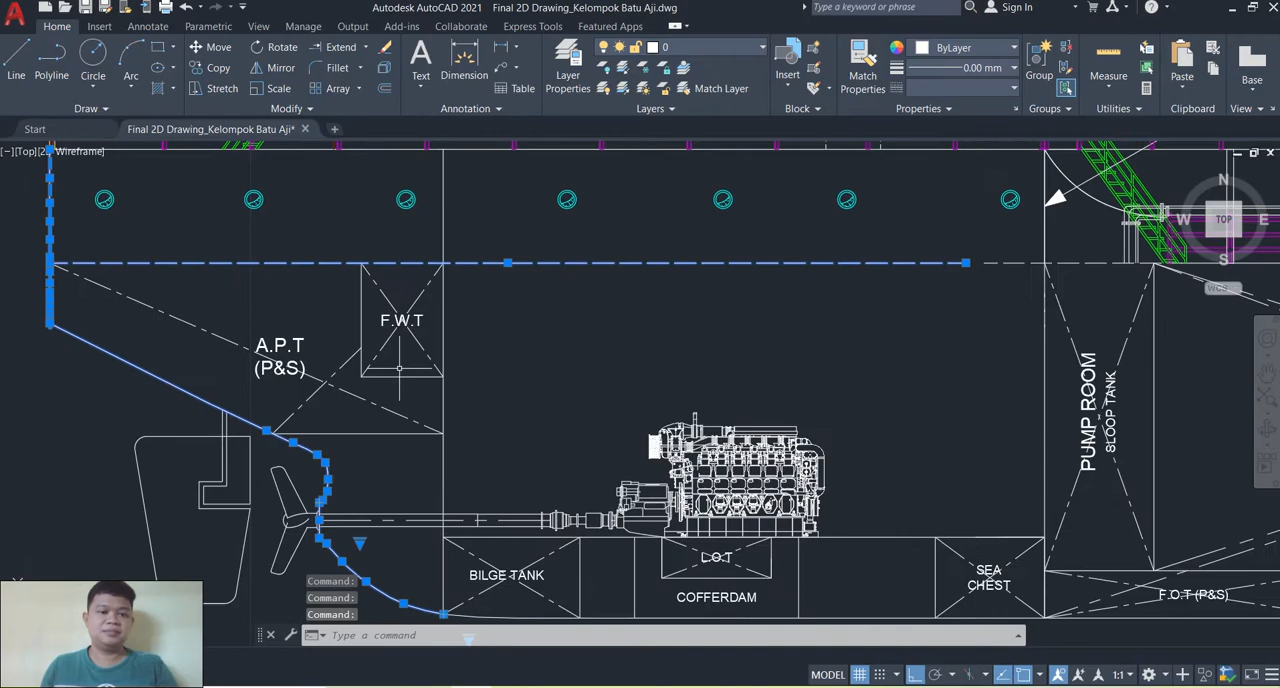 Autodesk AutoCAD 2021 Final 2D Drawing_Kelompok Batu Aji.dwg
Type a keyword or phrase
Sign In
Home Insert Annotate Parametric View Manage Output Add-ins Collaborate Express Tools Featured Apps
Line
Polyline
Circle
Arc
Move
Copy
Stretch
Rotate
Mirror
Scale
Extend
Fillet
Array
Text
Dimension
Table
Layer
Properties
0
Match Layer
Insert
Match
Properties
ByLayer
0.00 mm
Group
Measure
Paste
Base
Draw
Modify
Annotation
Layers
Block
Properties
Groups
Utilities
Clipboard
View
Start
Final 2D Drawing_Kelompok Batu Aji*
[−][Top][2D Wireframe]
N
W
TOP
E
S
WCS
F.W.T
A.P.T
(P&S)
PUMP ROOM
SLOOP TANK
BILGE TANK
L.O.T
COFFERDAM
SEA
CHEST
F.O.T (P&S)
Command:
Command:
Command:
Type a command
MODEL
1:1